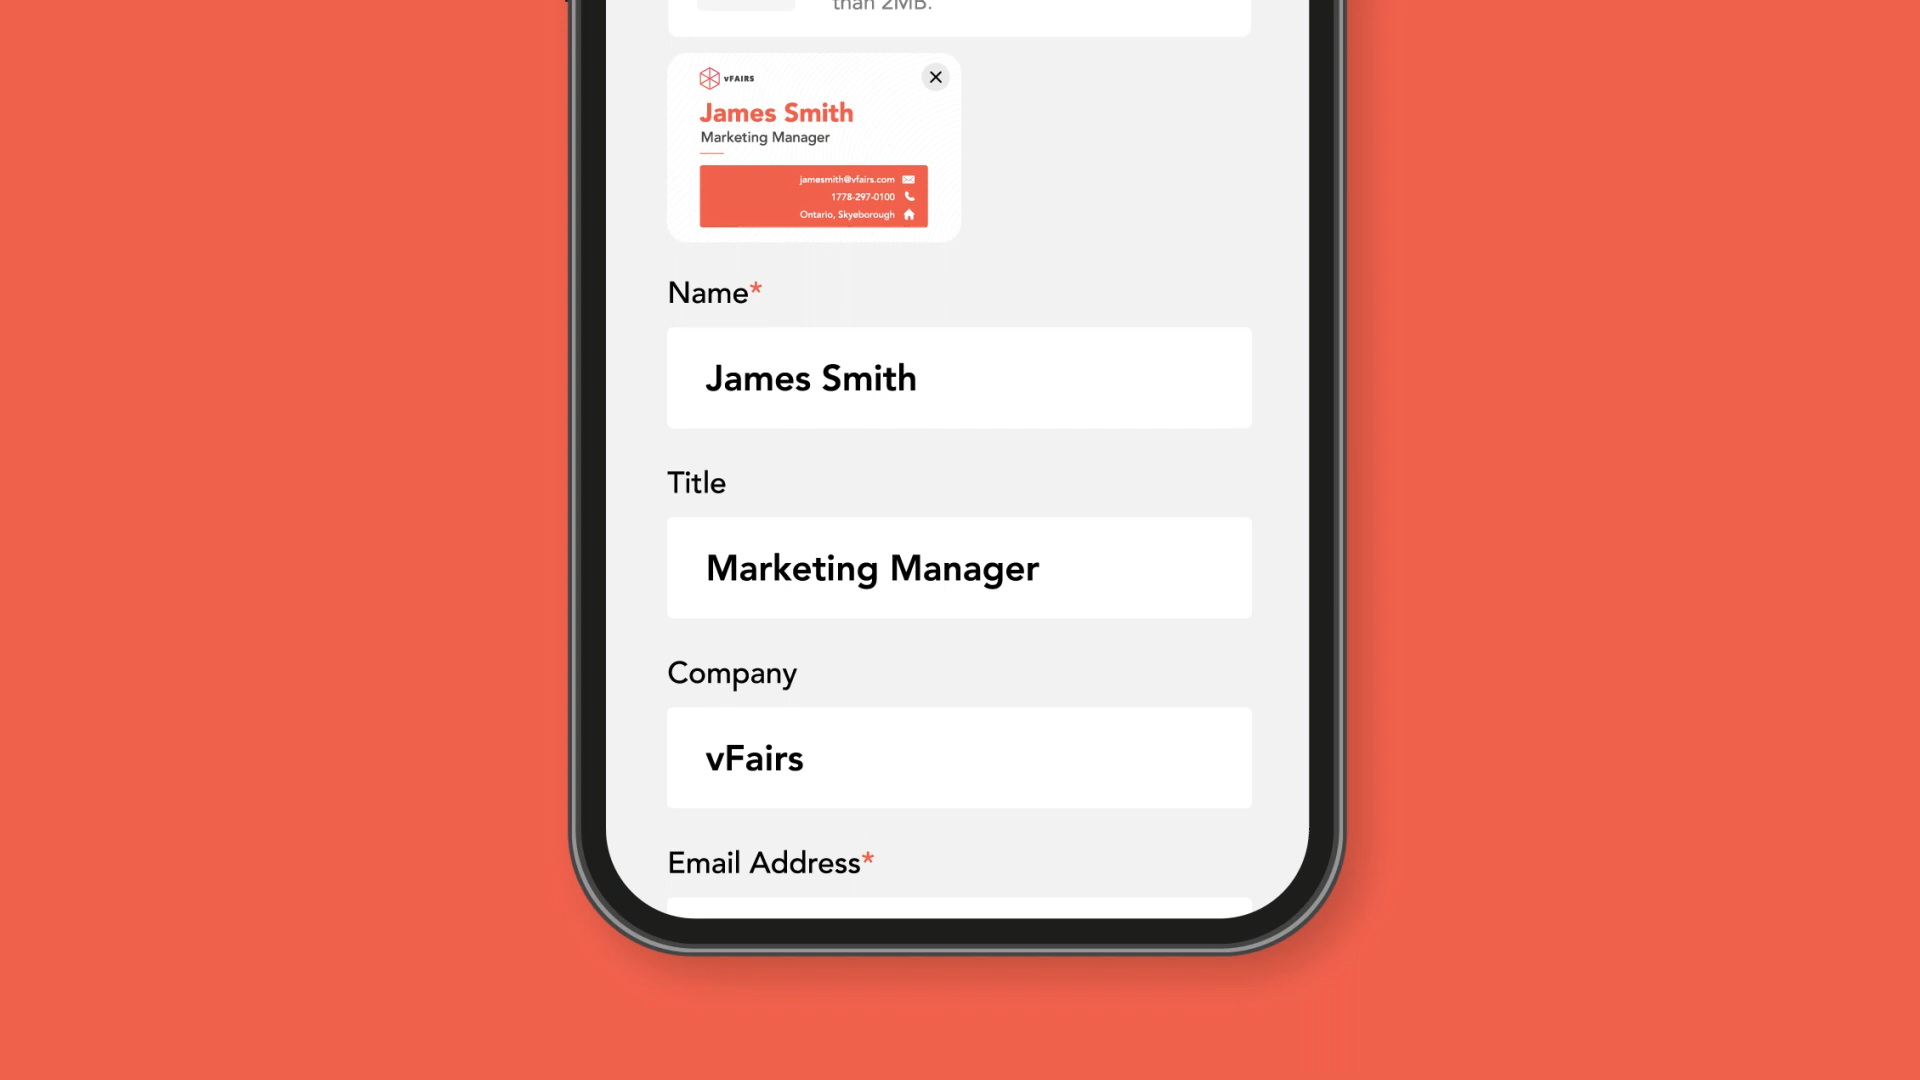 than 2MB.
vFAIRS
James Smith
Marketing Manager
jamesmith@vfairs.com
1778-297-0100
Ontario, Skyeborough
Name*
James Smith
Title
Marketing Manager
Company
vFairs
Email Address*